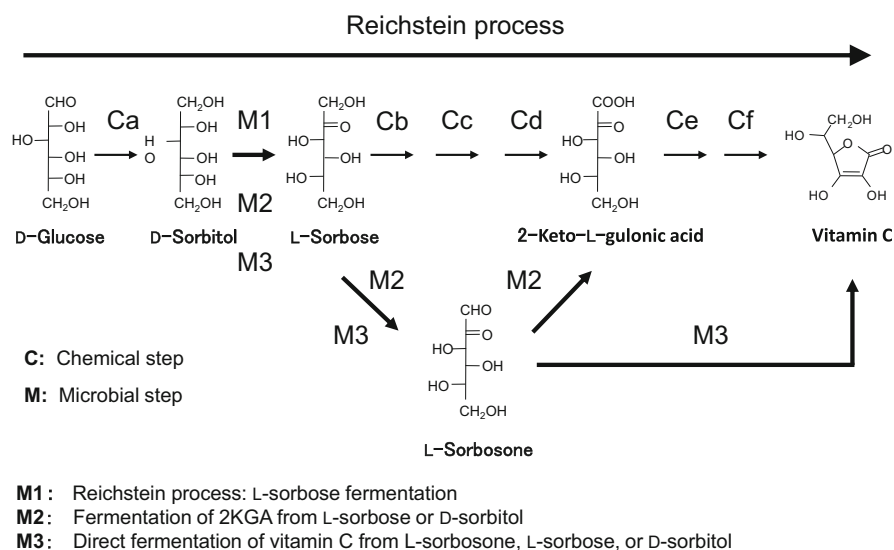 Reichstein process
Ca M1 Cb Cc Cd Ce Cf
CHO
OH
HO
OH
OH
CH₂OH
D-Glucose
CH₂OH
OH
H
O
OH
OH
CH₂OH
D-Sorbitol
M2
M3
CH₂OH
O
HO
OH
HO
CH₂OH
L-Sorbose
COOH
O
HO
OH
HO
CH₂OH
2-Keto-L-gulonic acid
CH₂OH
HO
O
O
HO OH
Vitamin C
M2
M3
M2
M3
CHO
O
HO
OH
HO
CH₂OH
L-Sorbosone
C: Chemical step
M: Microbial step
M1: Reichstein process: L-sorbose fermentation
M2: Fermentation of 2KGA from L-sorbose or D-sorbitol
M3: Direct fermentation of vitamin C from L-sorbosone, L-sorbose, or D-sorbitol